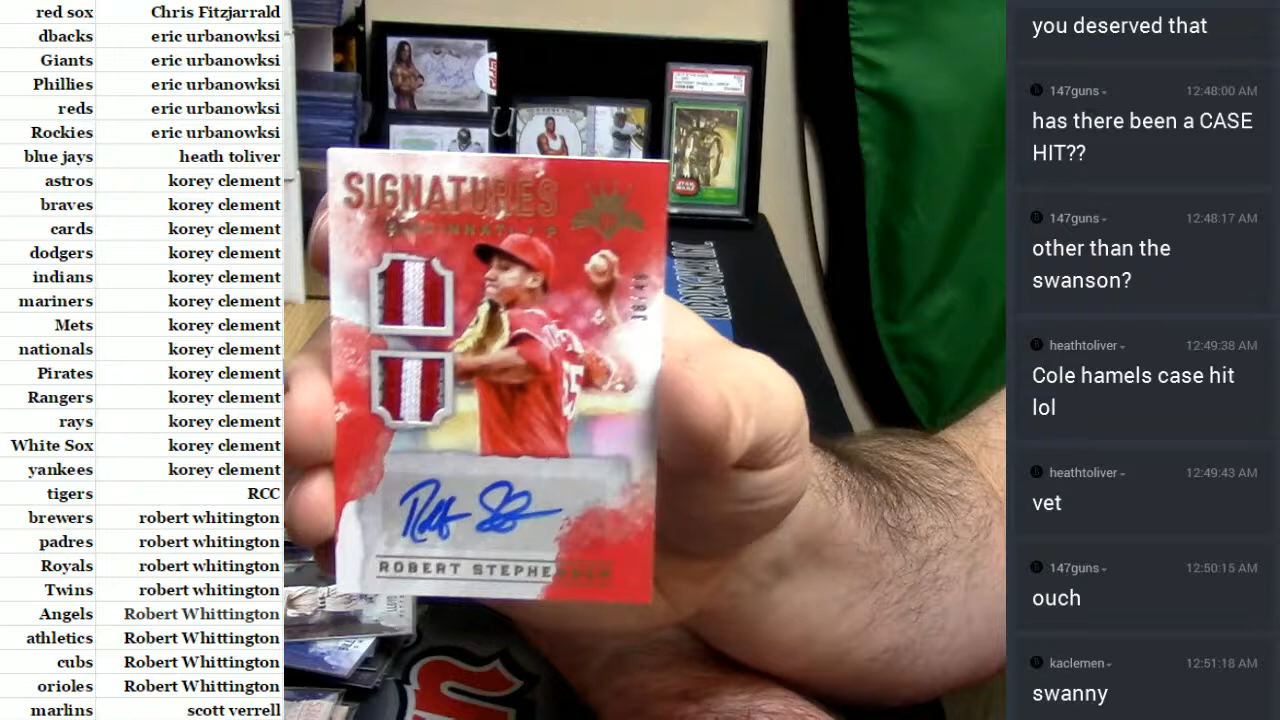 red sox Chris Fitzjarrald
dbacks eric urbanowksi
Giants eric urbanowksi
Phillies eric urbanowksi
reds eric urbanowksi
Rockies eric urbanowksi
blue jays heath toliver
astros korey clement
braves korey clement
cards korey clement
dodgers korey clement
indians korey clement
mariners korey clement
Mets korey clement
nationals korey clement
Pirates korey clement
Rangers korey clement
rays korey clement
White Sox korey clement
yankees korey clement
tigers RCC
brewers robert whitington
padres robert whitington
Royals robert whitington
Twins robert whitington
Angels Robert Whittington
athletics Robert Whittington
cubs Robert Whittington
orioles Robert Whittington
marlins scott verrell
SIGNATURES
ROBERT STEPHENSON
STAR WARS
you deserved that
147guns 12:48:00 AM
has there been a CASE
HIT??
147guns 12:48:17 AM
other than the
swanson?
heathtoliver 12:49:38 AM
Cole hamels case hit
lol
heathtoliver 12:49:43 AM
vet
147guns 12:50:15 AM
ouch
kaclemen 12:51:18 AM
swanny